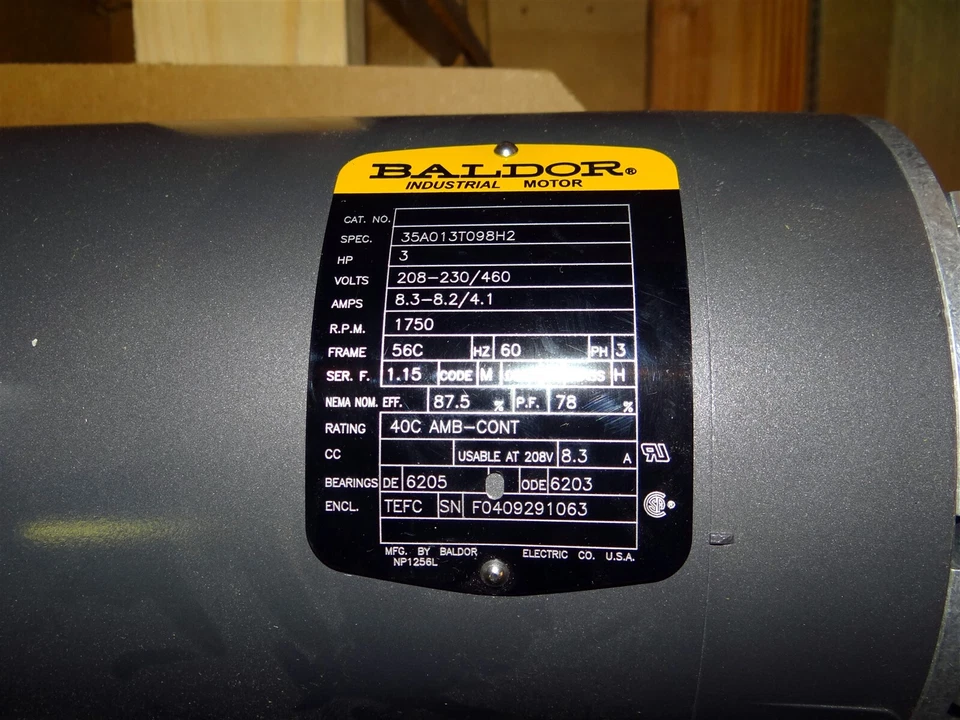 BALDOR®
INDUSTRIAL MOTOR
CAT. NO.
SPEC. 35A013T098H2
HP 3
VOLTS 208-230/460
AMPS 8.3-8.2/4.1
R.P.M. 1750
FRAME 56C HZ 60 PH 3
SER. F. 1.15 CODE M H
NEMA NOM. EFF. 87.5 % P.F. 78 %
RATING 40C AMB-CONT
CC USABLE AT 208V 8.3 A
BEARINGS DE 6205 ODE 6203
ENCL. TEFC SN F0409291063
MFG. BY BALDOR ELECTRIC CO. U.S.A.
NP1256L